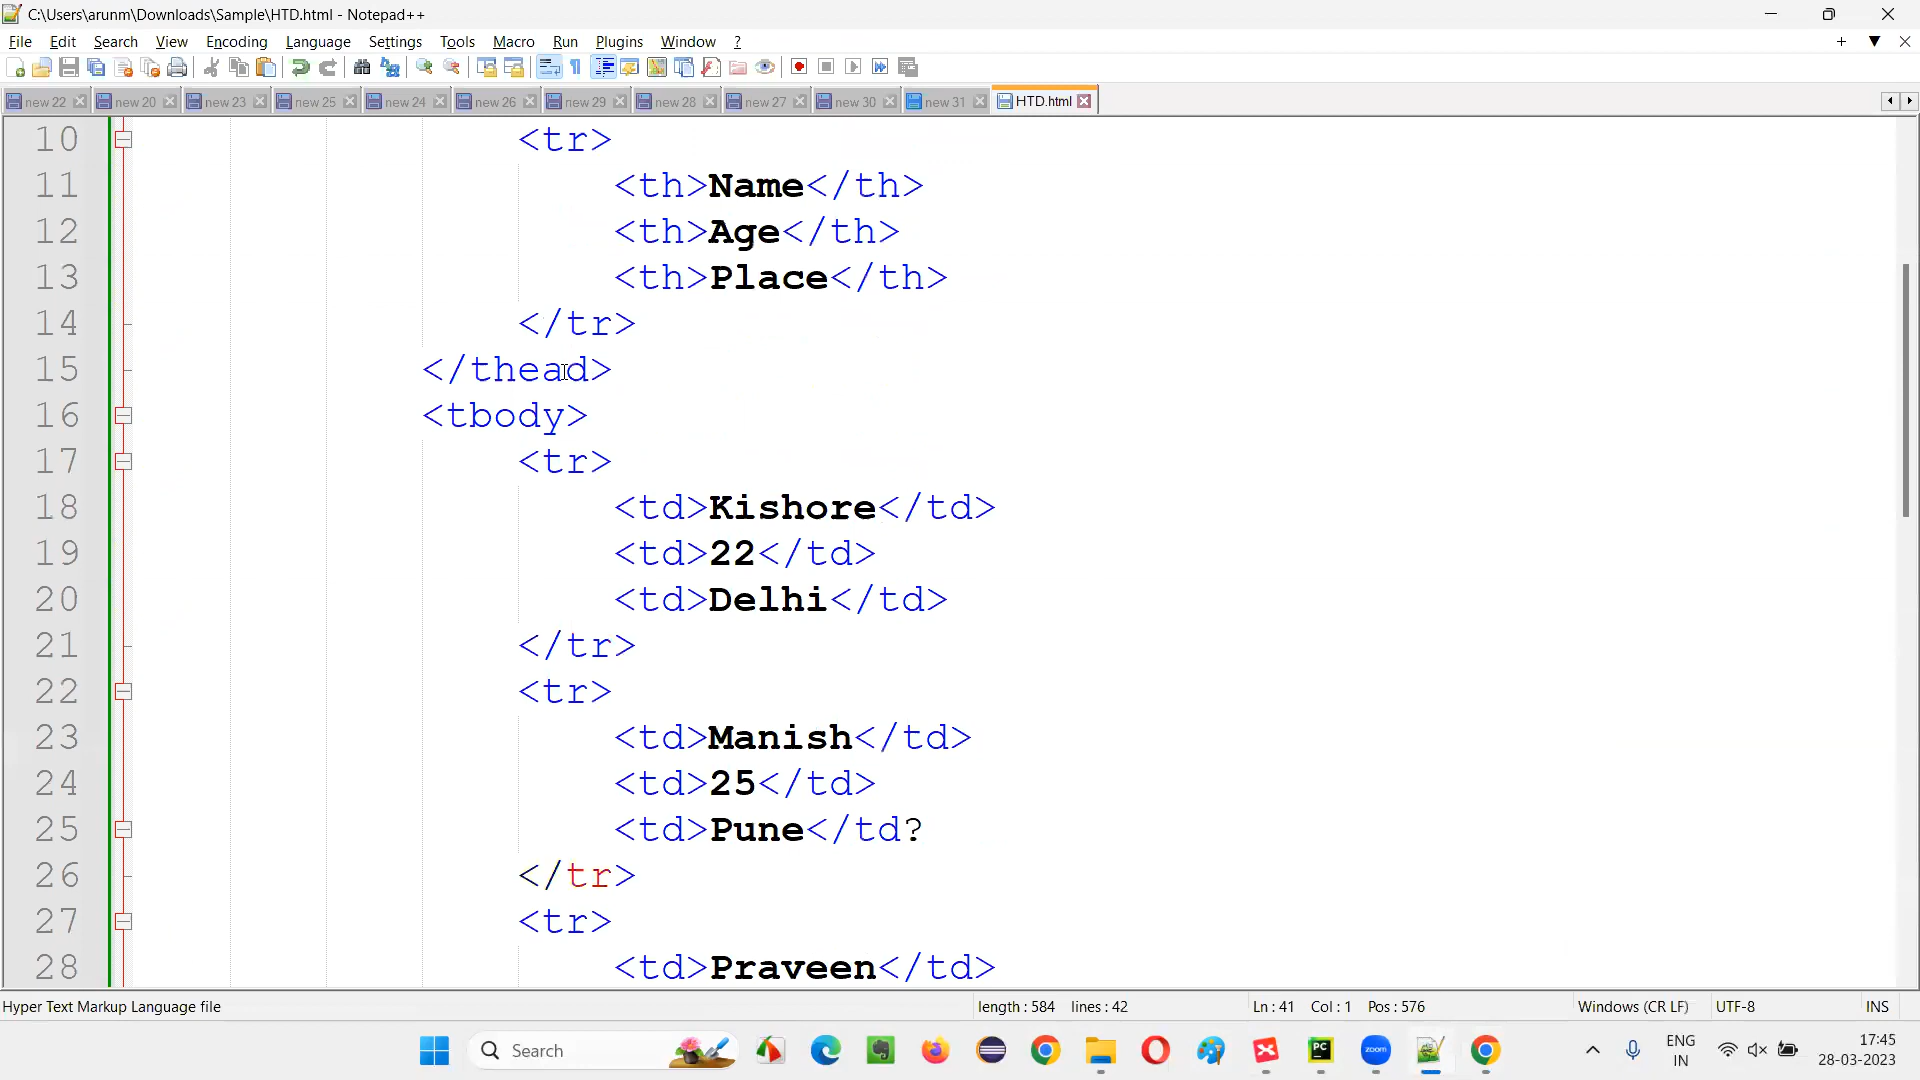 C:\Users\arunm\Downloads\Sample\HTD.html - Notepad++
File Edit Search View Encoding Language Settings Tools Macro Run Plugins Window ?
new 22 new 20 new 23 new 25 new 24 new 26 new 29 new 28 new 27 new 30 new 31 HTD.html
10 <tr>
11 <th>Name</th>
12 <th>Age</th>
13 <th>Place</th>
14 </tr>
15 </thead>
16 <tbody>
17 <tr>
18 <td>Kishore</td>
19 <td>22</td>
20 <td>Delhi</td>
21 </tr>
22 <tr>
23 <td>Manish</td>
24 <td>25</td>
25 <td>Pune</td?
26 </tr>
27 <tr>
28 <td>Praveen</td>
Hyper Text Markup Language file length : 584 lines : 42 Ln : 41 Col : 1 Pos : 576 Windows (CR LF) UTF-8 INS
Search PC zoom ENG 17:45
IN 28-03-2023